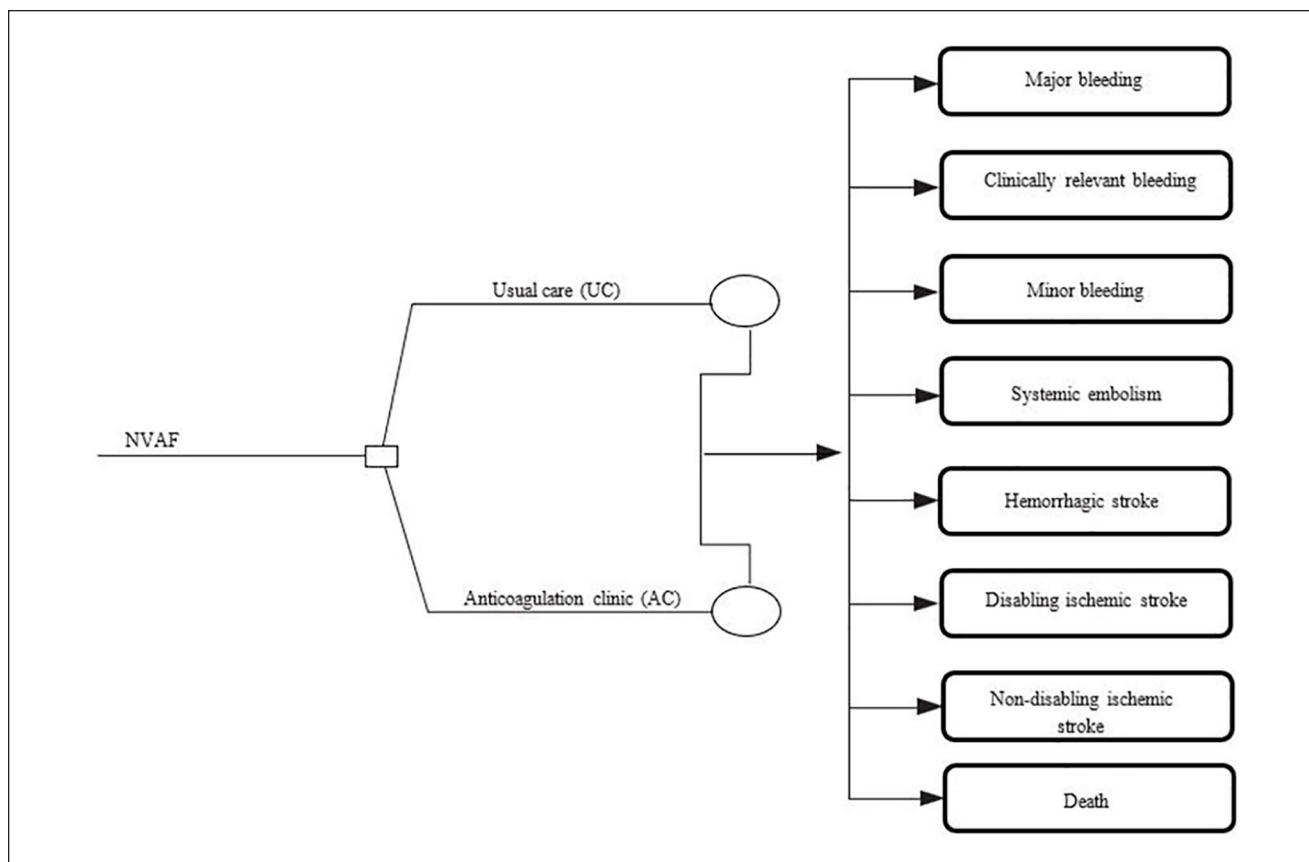 NVAF
Usual care (UC)
Anticoagulation clinic (AC)
Major bleeding
Clinically relevant bleeding
Minor bleeding
Systemic embolism
Hemorrhagic stroke
Disabling ischemic stroke
Non-disabling ischemic
stroke
Death